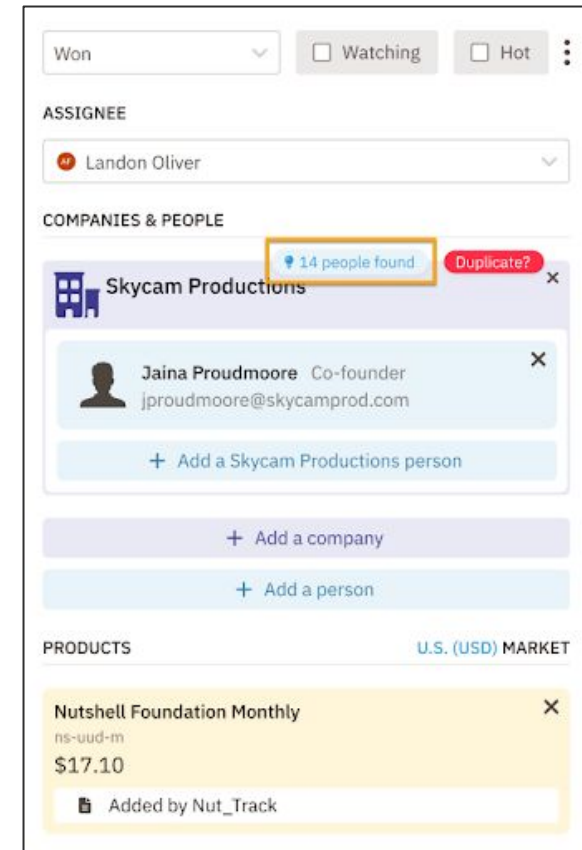 Won
Watching
Hot
ASSIGNEE
AF Landon Oliver
COMPANIES & PEOPLE
14 people found
Duplicate?
Skycam Productions
Jaina Proudmoore Co-founder
jproudmoore@skycamprod.com
+ Add a Skycam Productions person
+ Add a company
+ Add a person
PRODUCTS U.S. (USD) MARKET
Nutshell Foundation Monthly
ns-uud-m
$17.10
Added by Nut_Track